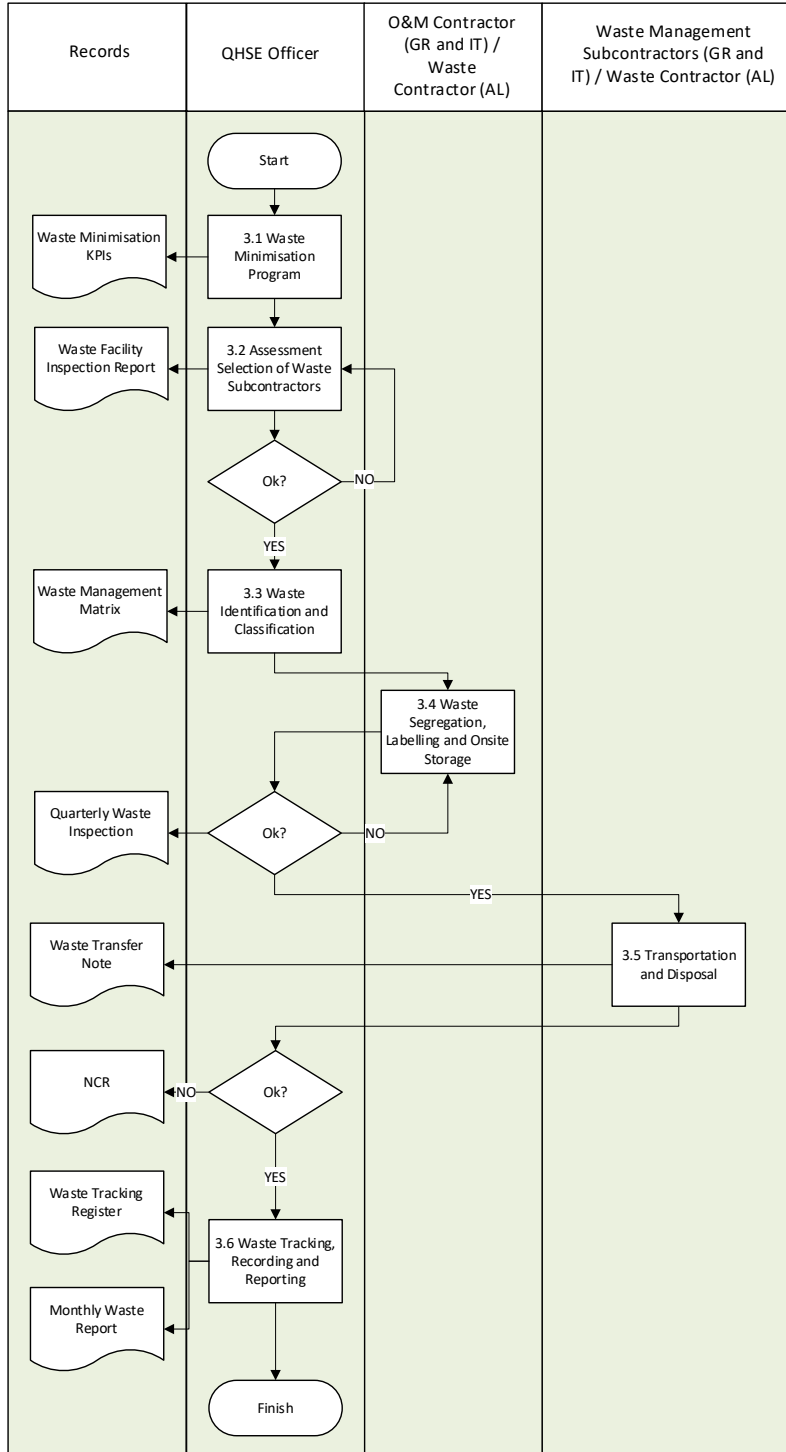 Records
QHSE Officer
O&M Contractor
(GR and IT) /
Waste
Contractor (AL)
Waste Management
Subcontractors (GR and
IT) / Waste Contractor (AL)
Start
Waste Minimisation
KPIs
3.1 Waste
Minimisation
Program
Waste Facility
Inspection Report
3.2 Assessment
Selection of Waste
Subcontractors
Ok?
NO
YES
Waste Management
Matrix
3.3 Waste
Identification and
Classification
3.4 Waste
Segregation,
Labelling and Onsite
Storage
Quarterly Waste
Inspection
Ok?
NO
YES
Waste Transfer
Note
3.5 Transportation
and Disposal
NCR
NO
Ok?
YES
Waste Tracking
Register
3.6 Waste Tracking,
Recording and
Reporting
Monthly Waste
Report
Finish